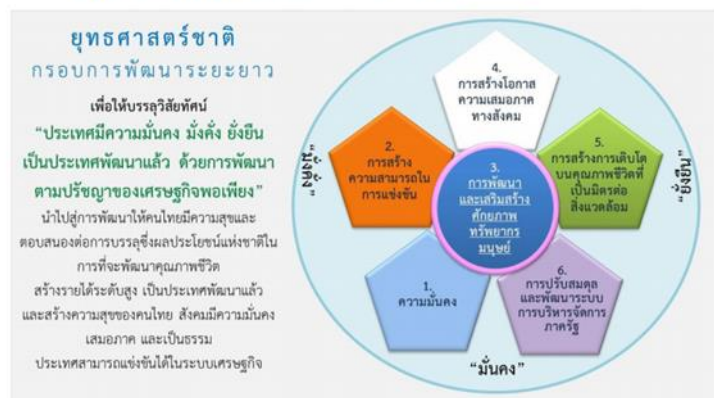 ยุทธศาสตร์ชาติ
กรอบการพัฒนาระยะยาว
เพื่อให้บรรลุวิสัยทัศน์
“ประเทศมีความมั่นคง มั่งคั่ง ยั่งยืน
เป็นประเทศพัฒนาแล้ว ด้วยการพัฒนา
ตามปรัชญาของเศรษฐกิจพอเพียง”
นำไปสู่การพัฒนาให้คนไทยมีความสุขและ
ตอบสนองต่อการบรรลุซึ่งผลประโยชน์แห่งชาติใน
การที่จะพัฒนาคุณภาพชีวิต
สร้างรายได้ระดับสูง เป็นประเทศพัฒนาแล้ว
และสร้างความสุขของคนไทย สังคมมีความมั่นคง
เสมอภาค และเป็นธรรม
ประเทศสามารถแข่งขันได้ในระบบเศรษฐกิจ
4.
การสร้างโอกาส
ความเสมอภาค
ทางสังคม
“มั่งคั่ง”
2.
การสร้าง
ความสามารถใน
การแข่งขัน
3.
การพัฒนา
และเสริมสร้าง
ศักยภาพ
ทรัพยากร
มนุษย์
5.
การสร้างการเติบโต
บนคุณภาพชีวิตที่
เป็นมิตรต่อ
สิ่งแวดล้อม
“ยั่งยืน”
1.
ความมั่นคง
6.
การปรับสมดุล
และพัฒนาระบบ
การบริหารจัดการ
ภาครัฐ
“มั่นคง”